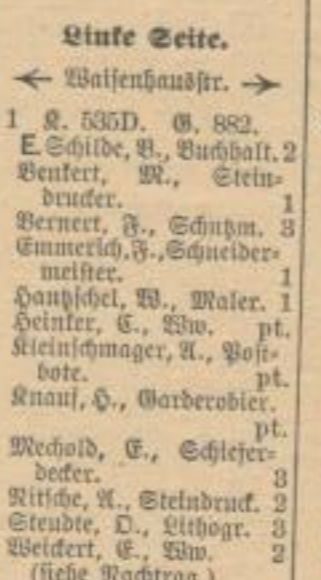 Linke Seite.
← Waisenhausstr. →
1 K. 535D. G. 882.
E Schilde, B., Buchhalt. 2
Benkert, M., Stein-
drucker. 1
Bernert, F., Schutzm. 3
Emmerich, F., Schneider-
meister. 1
Hantzschel, W., Maler. 1
Heinker, C., Ww. pt.
Kleinschmager, A., Post-
bote. pt.
Knauf, H., Garderobier.
pt.
Mechold, E., Schiefer-
decker. 3
Nitsche, A., Steindruck. 2
Steudte, O., Lithogr. 3
Weickert, E., Ww. 2
(siehe Nachtrag.)